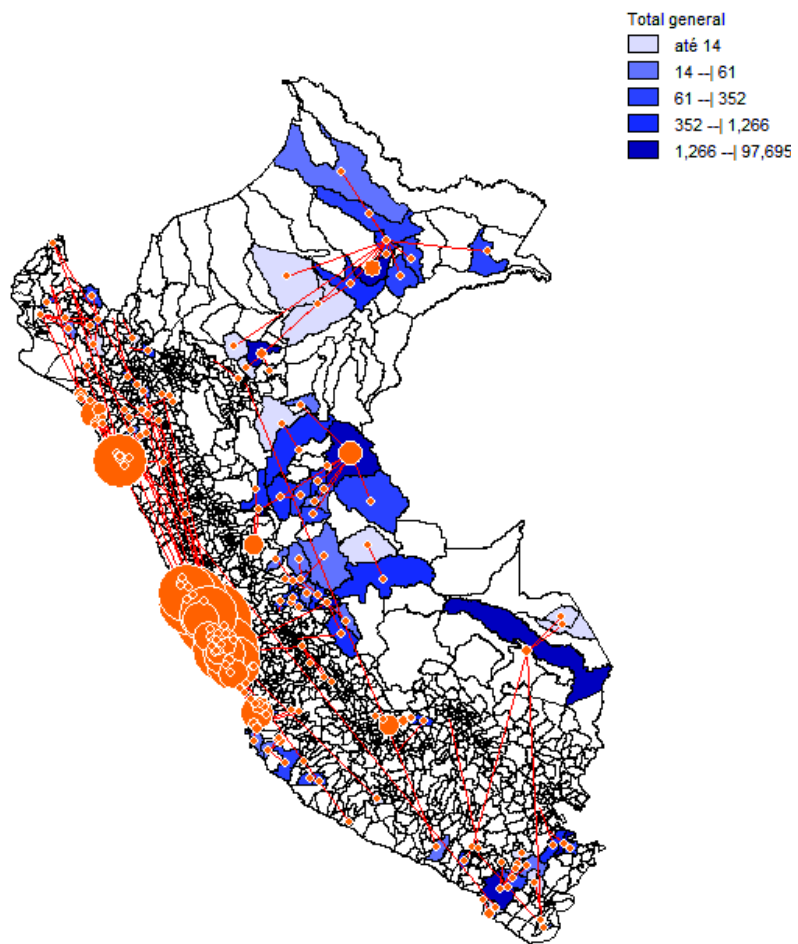 Total general
até 14
14 --| 61
61 --| 352
352 --| 1,266
1,266 --| 97,695